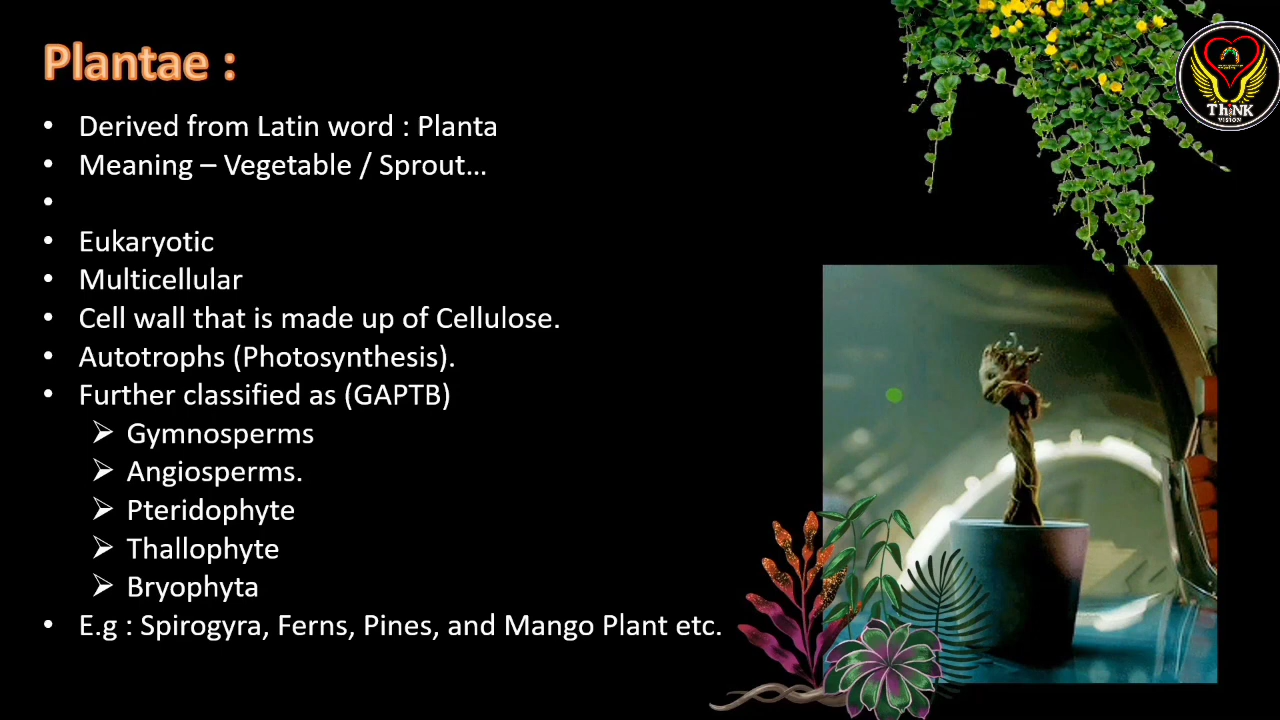 Plantae :
• Derived from Latin word : Planta
• Meaning – Vegetable / Sprout…
•
• Eukaryotic
• Multicellular
• Cell wall that is made up of Cellulose.
• Autotrophs (Photosynthesis).
• Further classified as (GAPTB)
➢ Gymnosperms
➢ Angiosperms.
➢ Pteridophyte
➢ Thallophyte
➢ Bryophyta
• E.g : Spirogyra, Ferns, Pines, and Mango Plant etc.
ThiNK
VISION